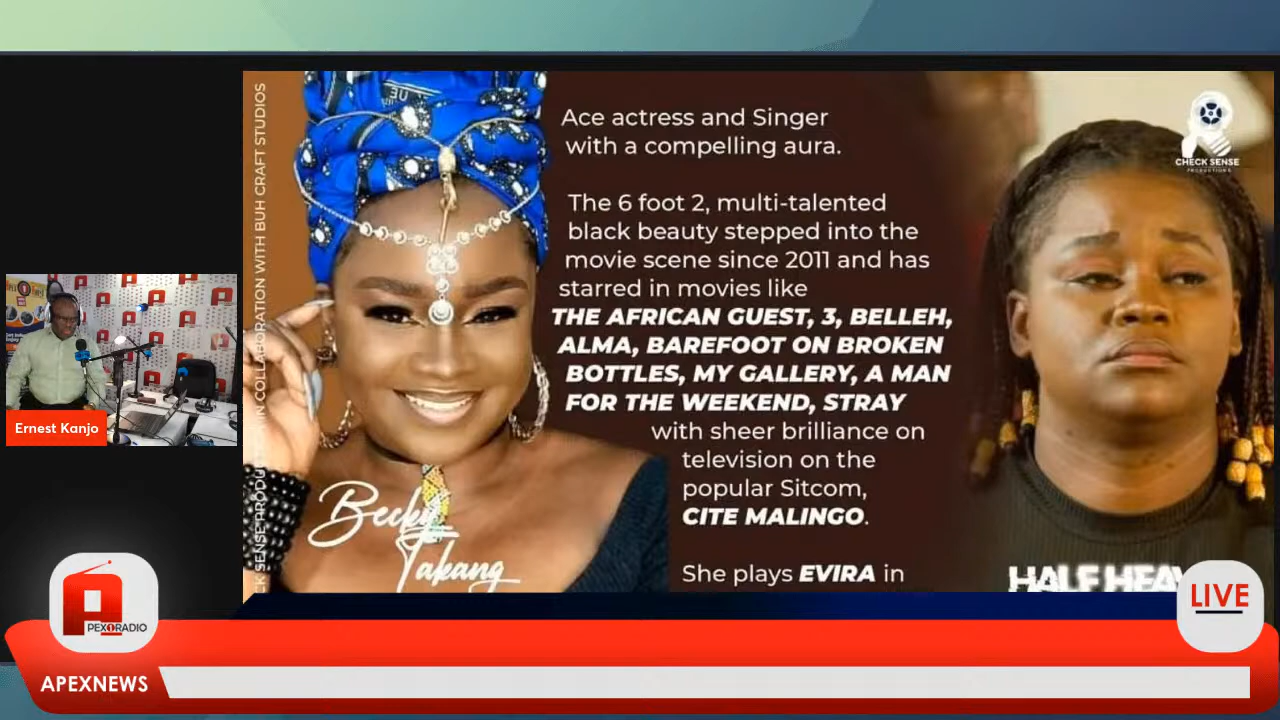 Ace actress and Singer
with a compelling aura.
The 6 foot 2, multi-talented
black beauty stepped into the
movie scene since 2011 and has
starred in movies like
THE AFRICAN GUEST, 3, BELLEH,
ALMA, BAREFOOT ON BROKEN
BOTTLES, MY GALLERY, A MAN
FOR THE WEEKEND, STRAY
with sheer brilliance on
television on the
popular Sitcom,
CITE MALINGO.
She plays EVIRA in
Becky
Takang
IN COLLABORATION WITH BUH CRAFT STUDIOS
CHECK SENSE
PRODUCTIONS
HALF
Ernest Kanjo
PEX1RADIO
LIVE
APEXNEWS